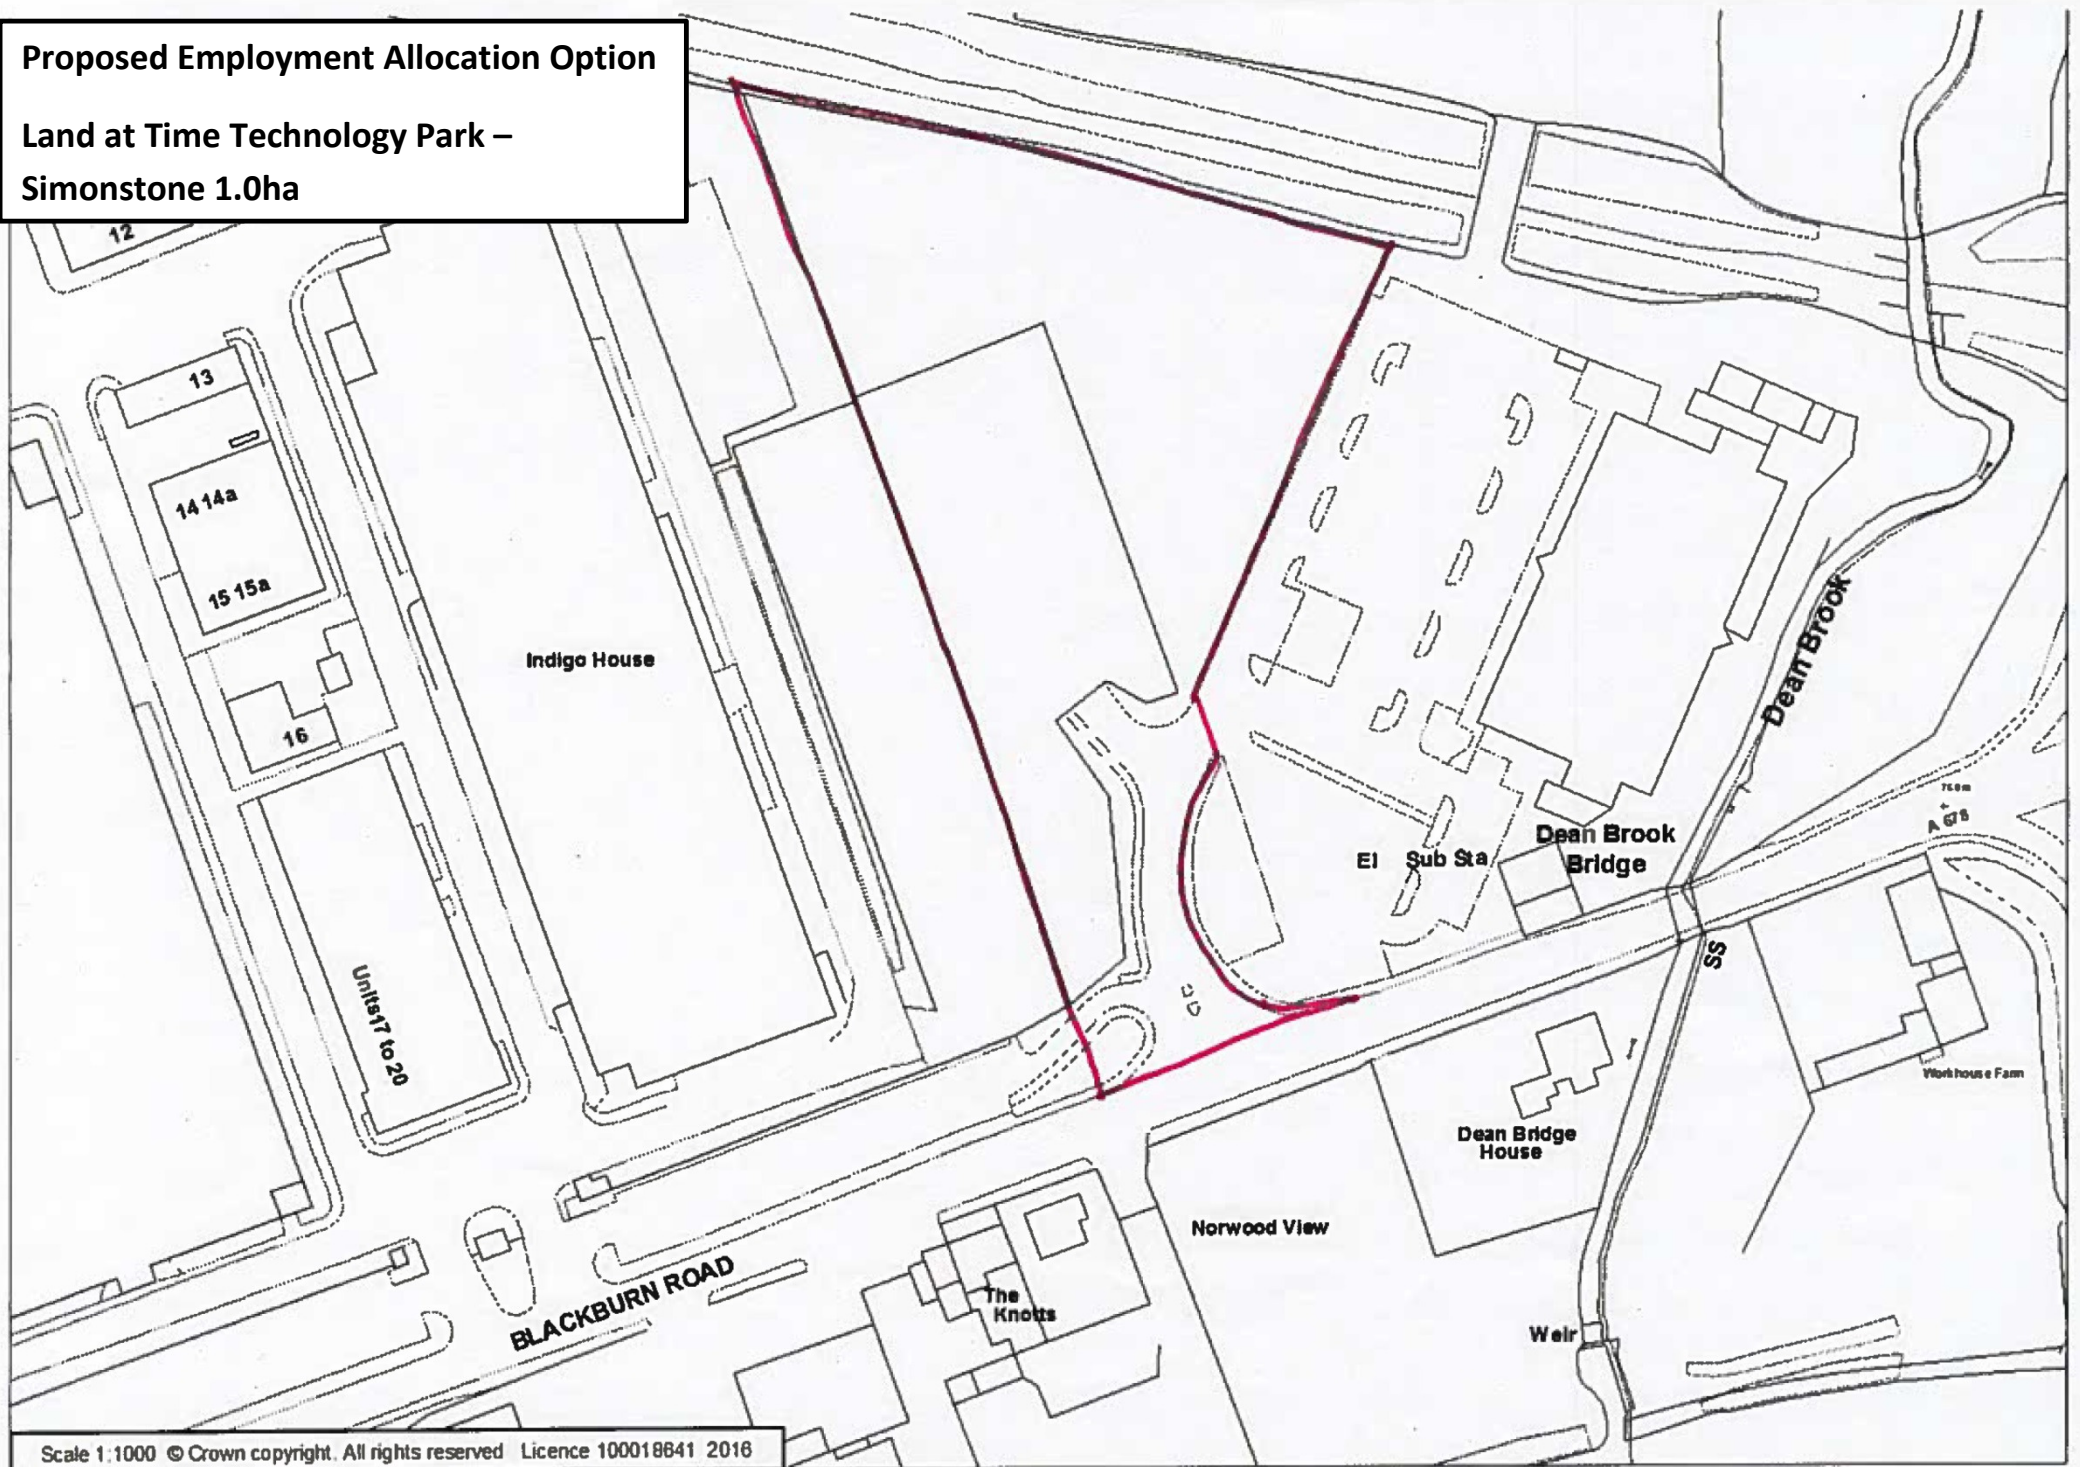 Proposed Employment Allocation Option
Land at Time Technology Park –
Simonstone 1.0ha
12
13
14 14a
15 15a
16
Indigo House
Units17 to 20
Dean Brook
Dean Brook
Bridge
El Sub Sta
A 678
SS
Workhouse Farm
Dean Bridge
House
Norwood View
The
Knotts
BLACKBURN ROAD
Weir
Scale 1:1000 © Crown copyright. All rights reserved Licence 100018641 2016